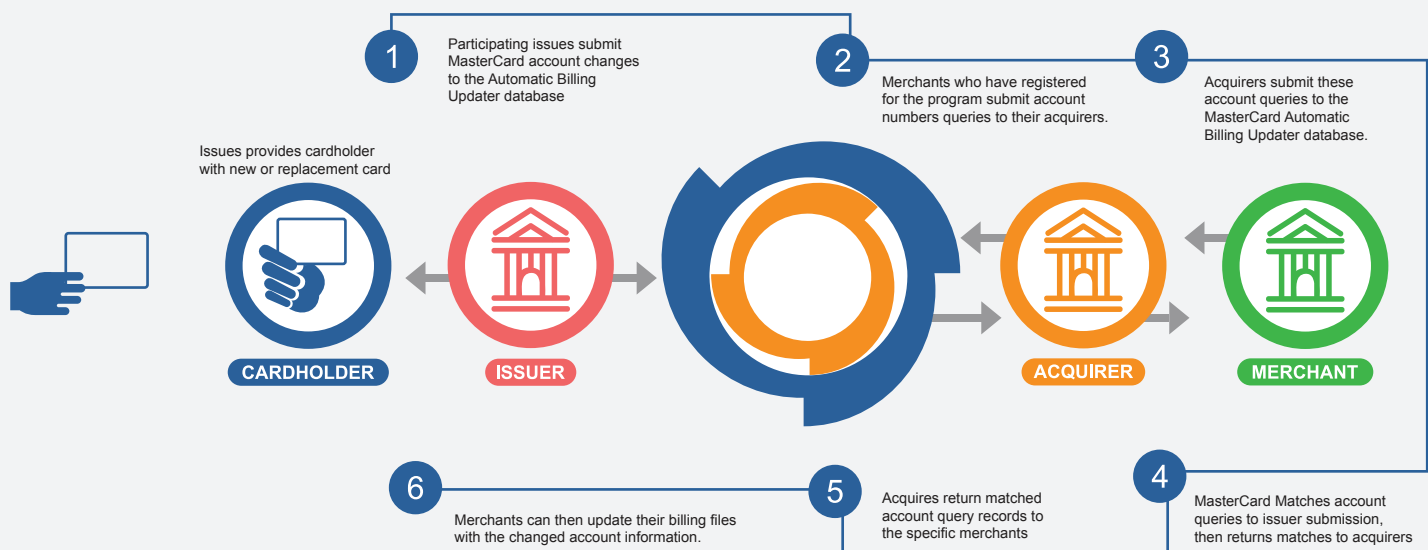 1
Participating issues submit
MasterCard account changes
to the Automatic Billing
Updater database
2
Merchants who have registered
for the program submit account
numbers queries to their acquirers.
3
Acquirers submit these
account queries to the
MasterCard Automatic
Billing Updater database.
Issues provides cardholder
with new or replacement card
CARDHOLDER
ISSUER
ACQUIRER
MERCHANT
6
Merchants can then update their billing files
with the changed account information.
5
Acquires return matched
account query records to
the specific merchants
4
MasterCard Matches account
queries to issuer submission,
then returns matches to acquirers